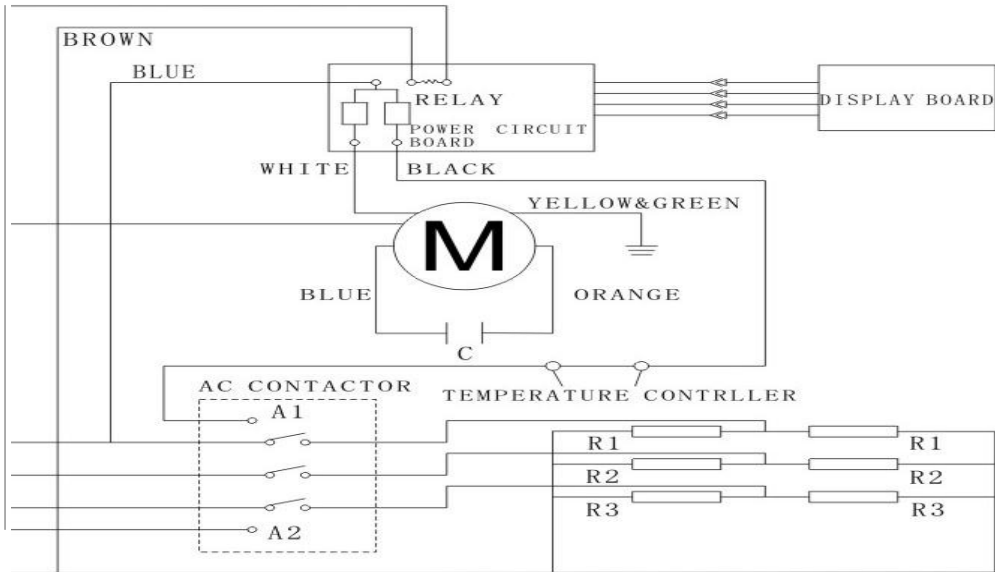 BROWN
BLUE
RELAY
POWER CIRCUIT
BOARD
DISPLAY BOARD
WHITE
BLACK
YELLOW&GREEN
M
BLUE
ORANGE
C
AC CONTACTOR
TEMPERATURE CONTRLLER
A1
R1
R1
R2
R2
R3
R3
A2